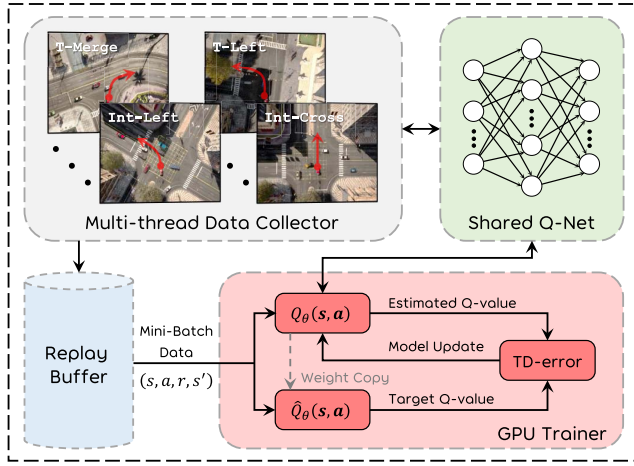 T-Merge
T-Left
Int-Left
Int-Cross
Multi-thread Data Collector
Shared Q-Net
Replay
Buffer
Mini-Batch
Data
(s, a, r, s′)
Q_θ(s, a)
Estimated Q-value
Model Update
TD-error
Weight Copy
Q̂_θ(s, a)
Target Q-value
GPU Trainer